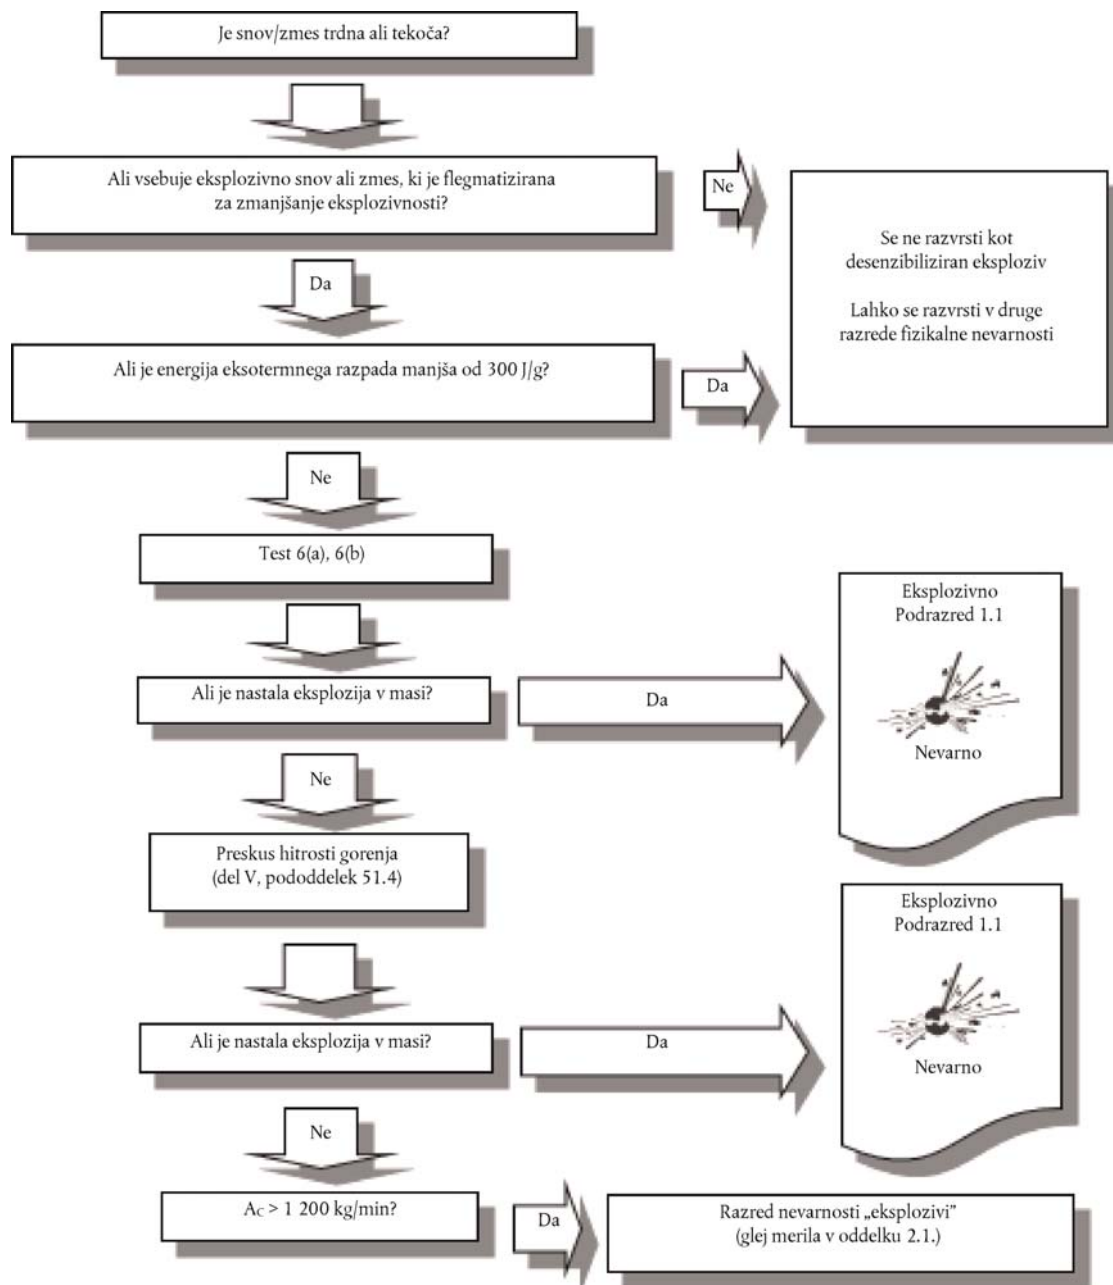 Je snov/zmes trdna ali tekoča?
Ali vsebuje eksplozivno snov ali zmes, ki je flegmatizirana
za zmanjšanje eksplozivnosti?
Ne
Se ne razvrsti kot
desenzibiliziran eksploziv
Lahko se razvrsti v druge
razrede fizikalne nevarnosti
Da
Ali je energija eksotermnega razpada manjša od 300 J/g?
Da
Ne
Test 6(a), 6(b)
Ali je nastala eksplozija v masi?
Da
Eksplozivno
Podrazred 1.1
Nevarno
Ne
Preskus hitrosti gorenja
(del V, pododdelek 51.4)
Ali je nastala eksplozija v masi?
Da
Eksplozivno
Podrazred 1.1
Nevarno
Ne
AC > 1 200 kg/min?
Da
Razred nevarnosti „eksplozivi”
(glej merila v oddelku 2.1.)